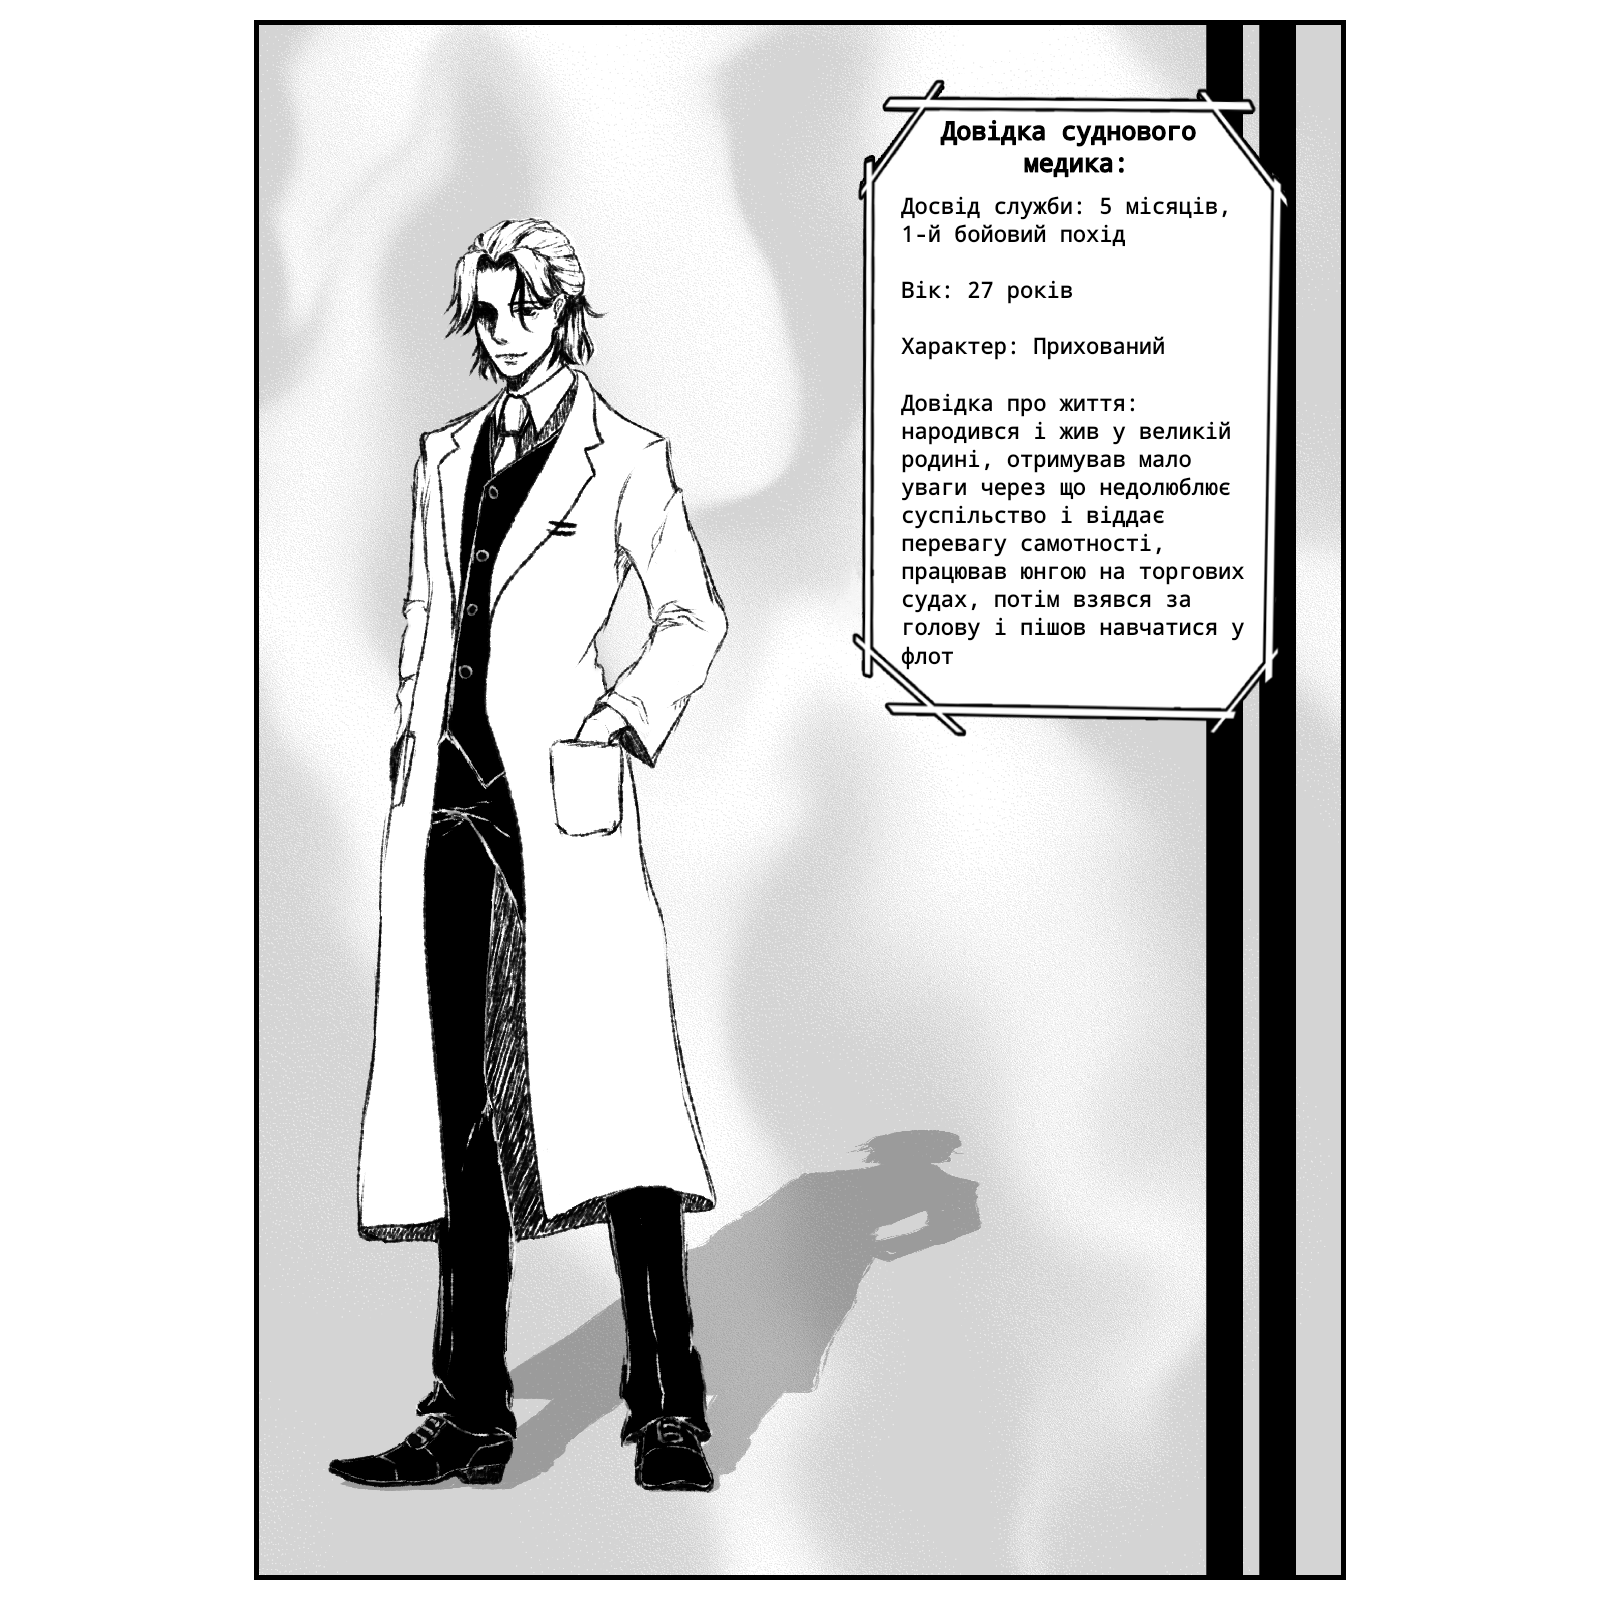 Довідка суднового
медика:
Досвід служби: 5 місяців,
1-й бойовий похід
Вік: 27 років
Характер: Прихований
Довідка про життя:
народився і жив у великій
родині, отримував мало
уваги через що недолюблює
суспільство і віддає
перевагу самотності,
працював юнгою на торгових
судах, потім взявся за
голову і пішов навчатися у
флот